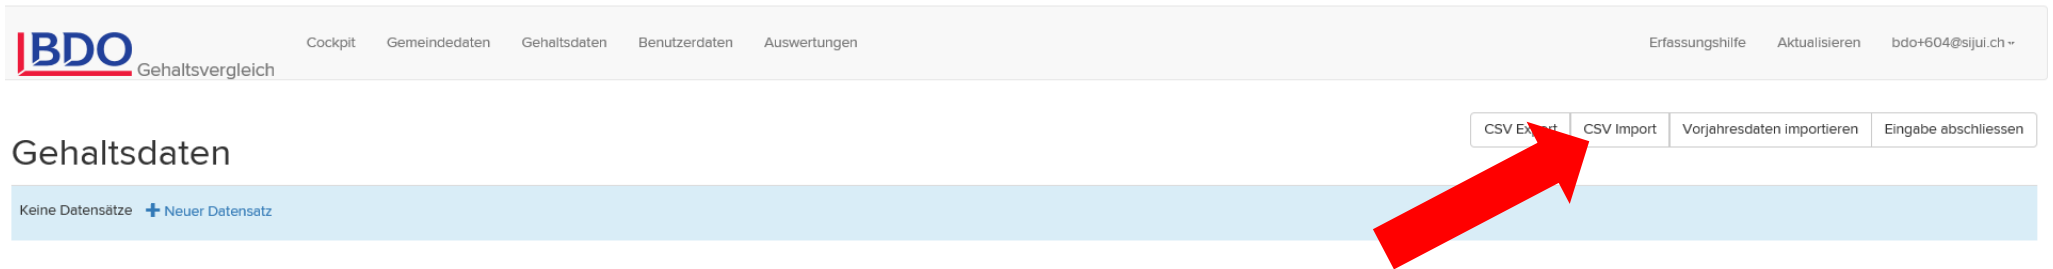 BDO Gehaltsvergleich Cockpit Gemeindedaten Gehaltsdaten Benutzerdaten Auswertungen Erfassungshilfe Aktualisieren bdo+604@sijui.ch
CSV Export CSV Import Vorjahresdaten importieren Eingabe abschliessen
Gehaltsdaten
Keine Datensätze + Neuer Datensatz